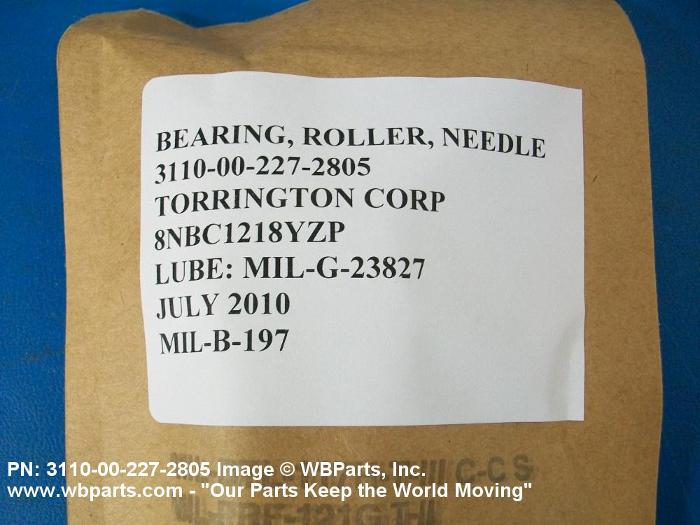 BEARING, ROLLER, NEEDLE
3110-00-227-2805
TORRINGTON CORP
8NBC1218YZP
LUBE: MIL-G-23827
JULY 2010
MIL-B-197
C-C S
PN: 3110-00-227-2805 Image © WBParts, Inc.
www.wbparts.com - "Our Parts Keep the World Moving"